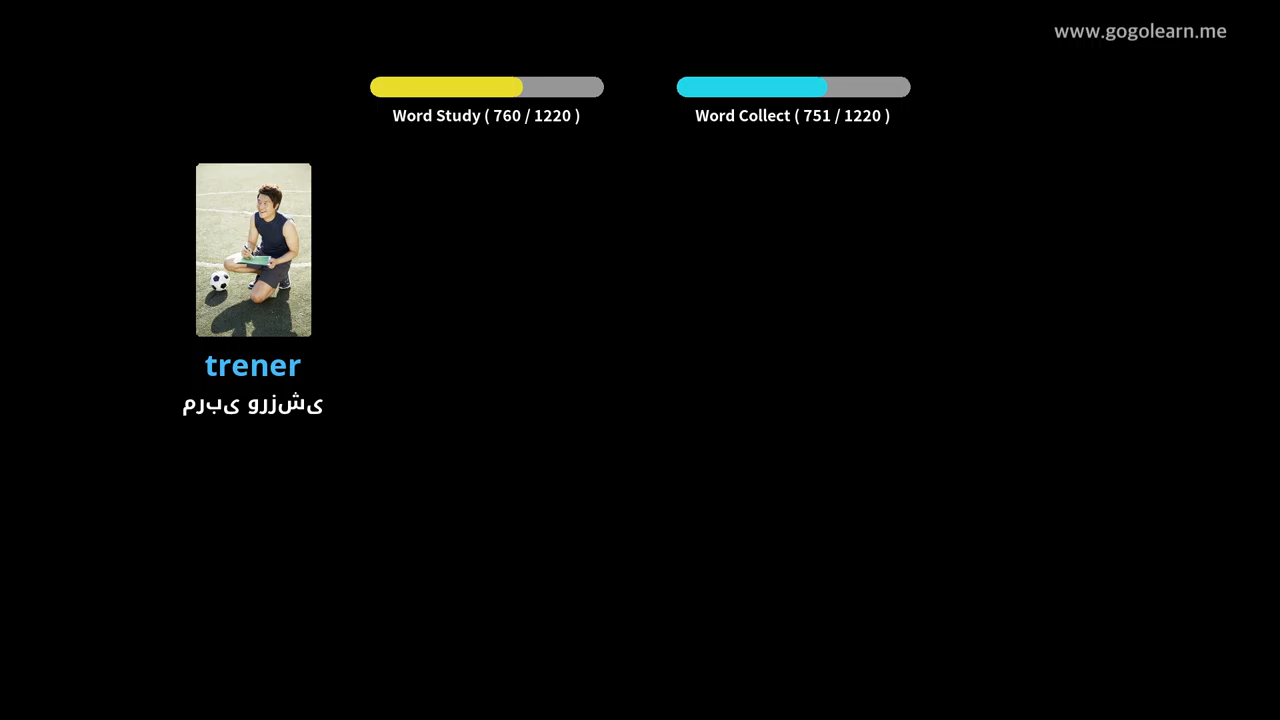 www.gogolearn.me
Word Study ( 760 / 1220 )
Word Collect ( 751 / 1220 )
trener
مربی ورزشی